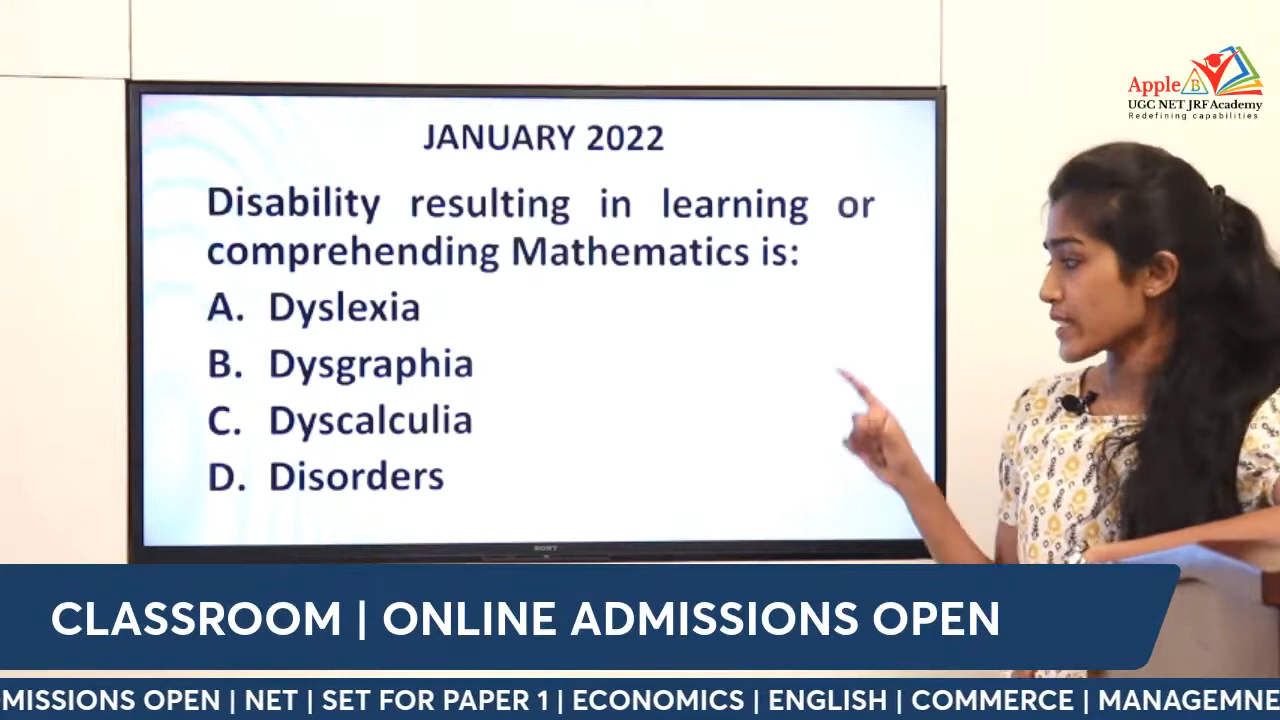 Apple B
UGC NET JRF Academy
Redefining capabilities
JANUARY 2022
Disability resulting in learning or
comprehending Mathematics is:
A. Dyslexia
B. Dysgraphia
C. Dyscalculia
D. Disorders
SONY
CLASSROOM | ONLINE ADMISSIONS OPEN
MISSIONS OPEN | NET | SET FOR PAPER 1 | ECONOMICS | ENGLISH | COMMERCE | MANAGEMNE